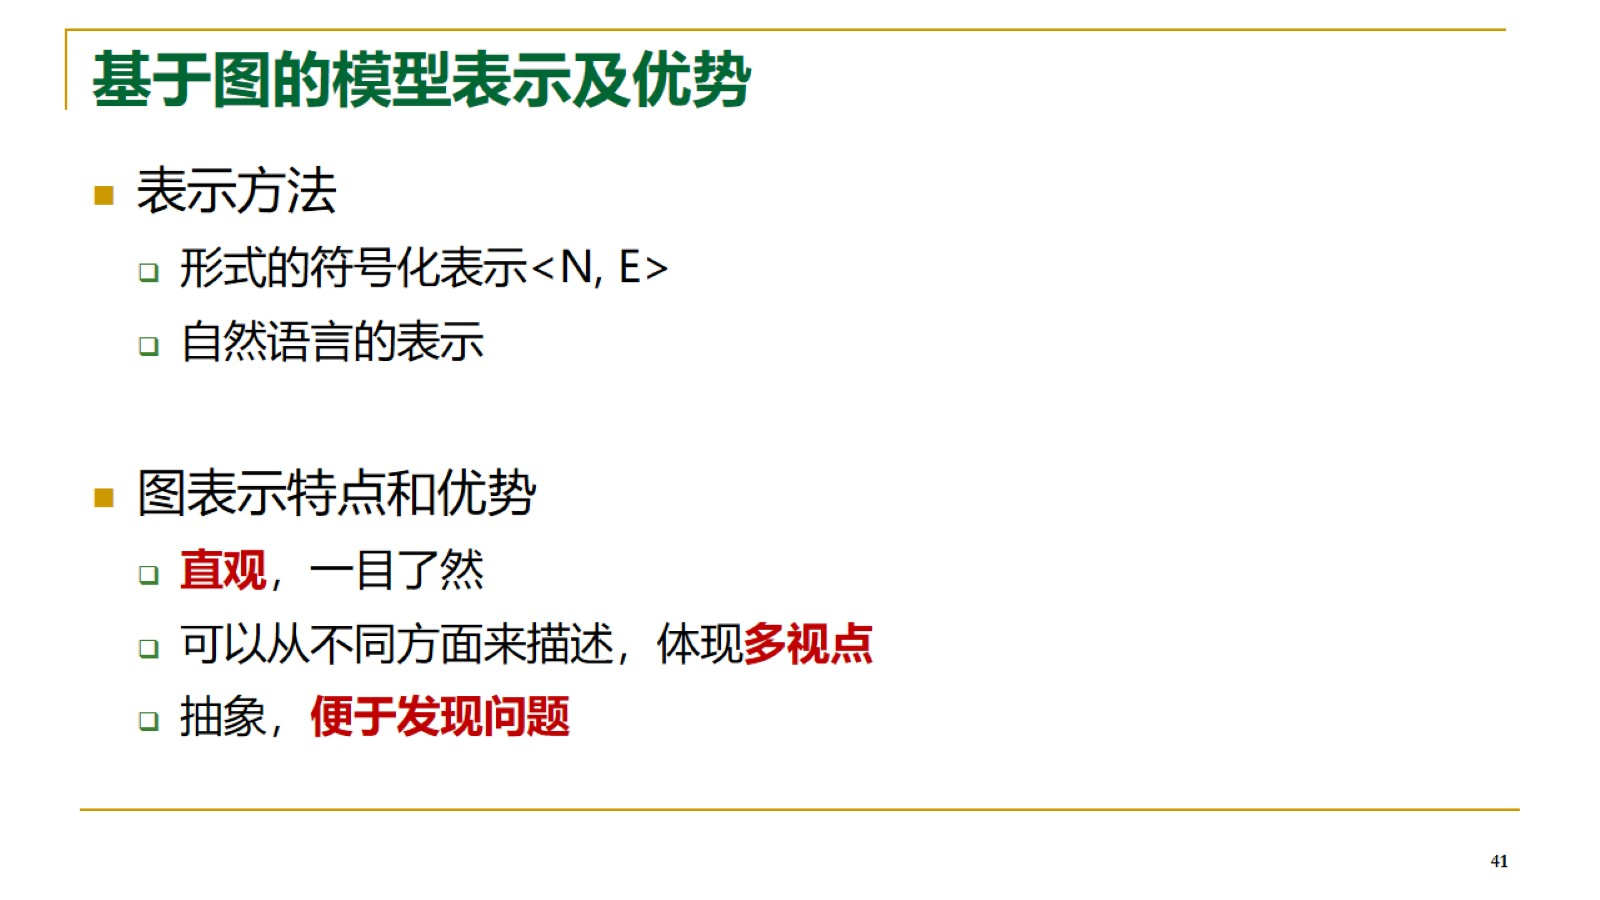 基于图的模型表示及优势
表示方法
形式的符号化表示<N, E>
自然语言的表示
图表示特点和优势
直观，一目了然
可以从不同方面来描述，体现多视点
抽象，便于发现问题
41